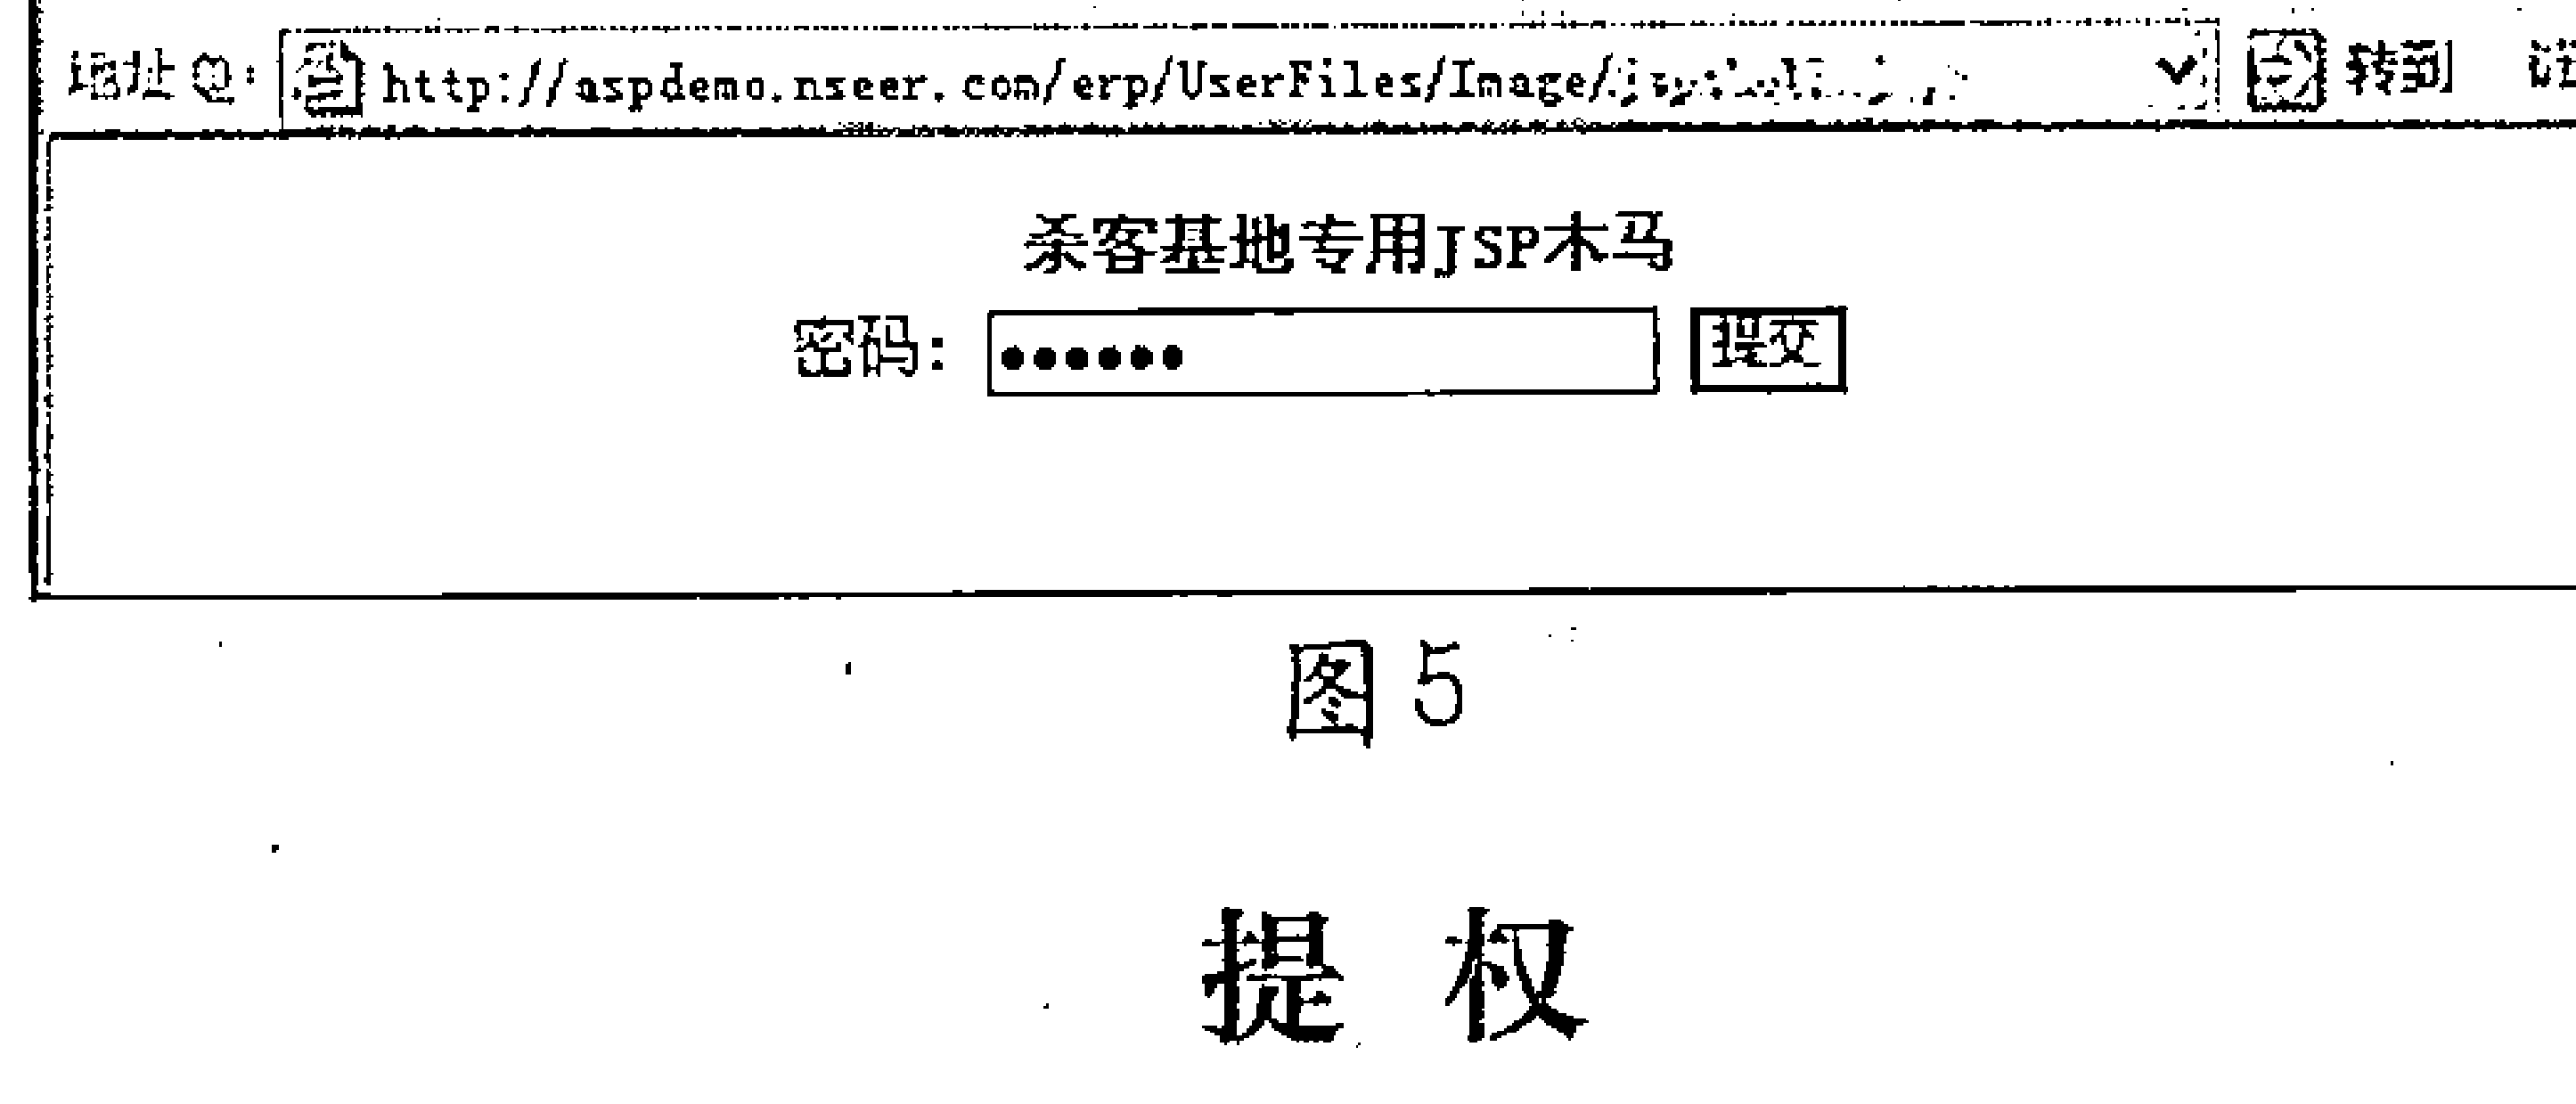 地址 http://aspdemo.nseer.com/erp/UserFiles/Image/ 转到
杀客基地专用JSP木马
密码: •••••• 提交
图 5
提 权